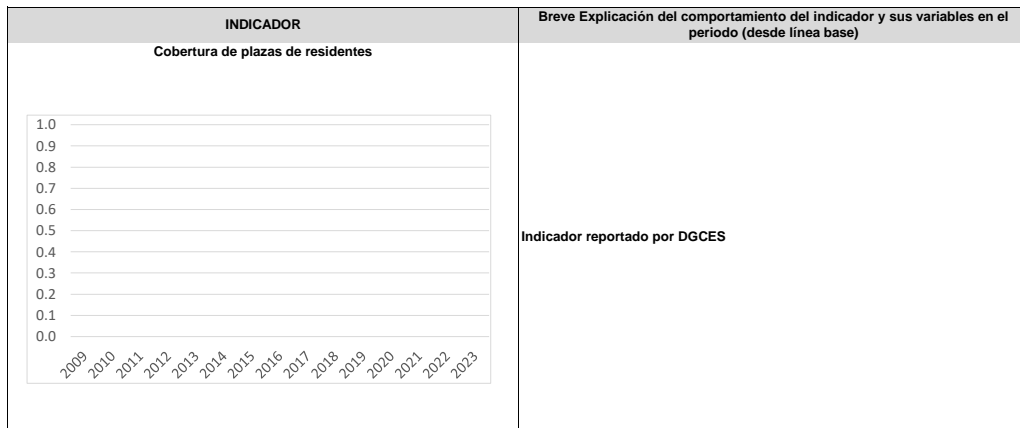 INDICADOR
Breve Explicación del comportamiento del indicador y sus variables en el
periodo (desde línea base)
Cobertura de plazas de residentes
1.0
0.9
0.8
0.7
0.6
0.5
0.4
0.3
0.2
0.1
0.0
2009 2010 2011 2012 2013 2014 2015 2016 2017 2018 2019 2020 2021 2022 2023
Indicador reportado por DGCES